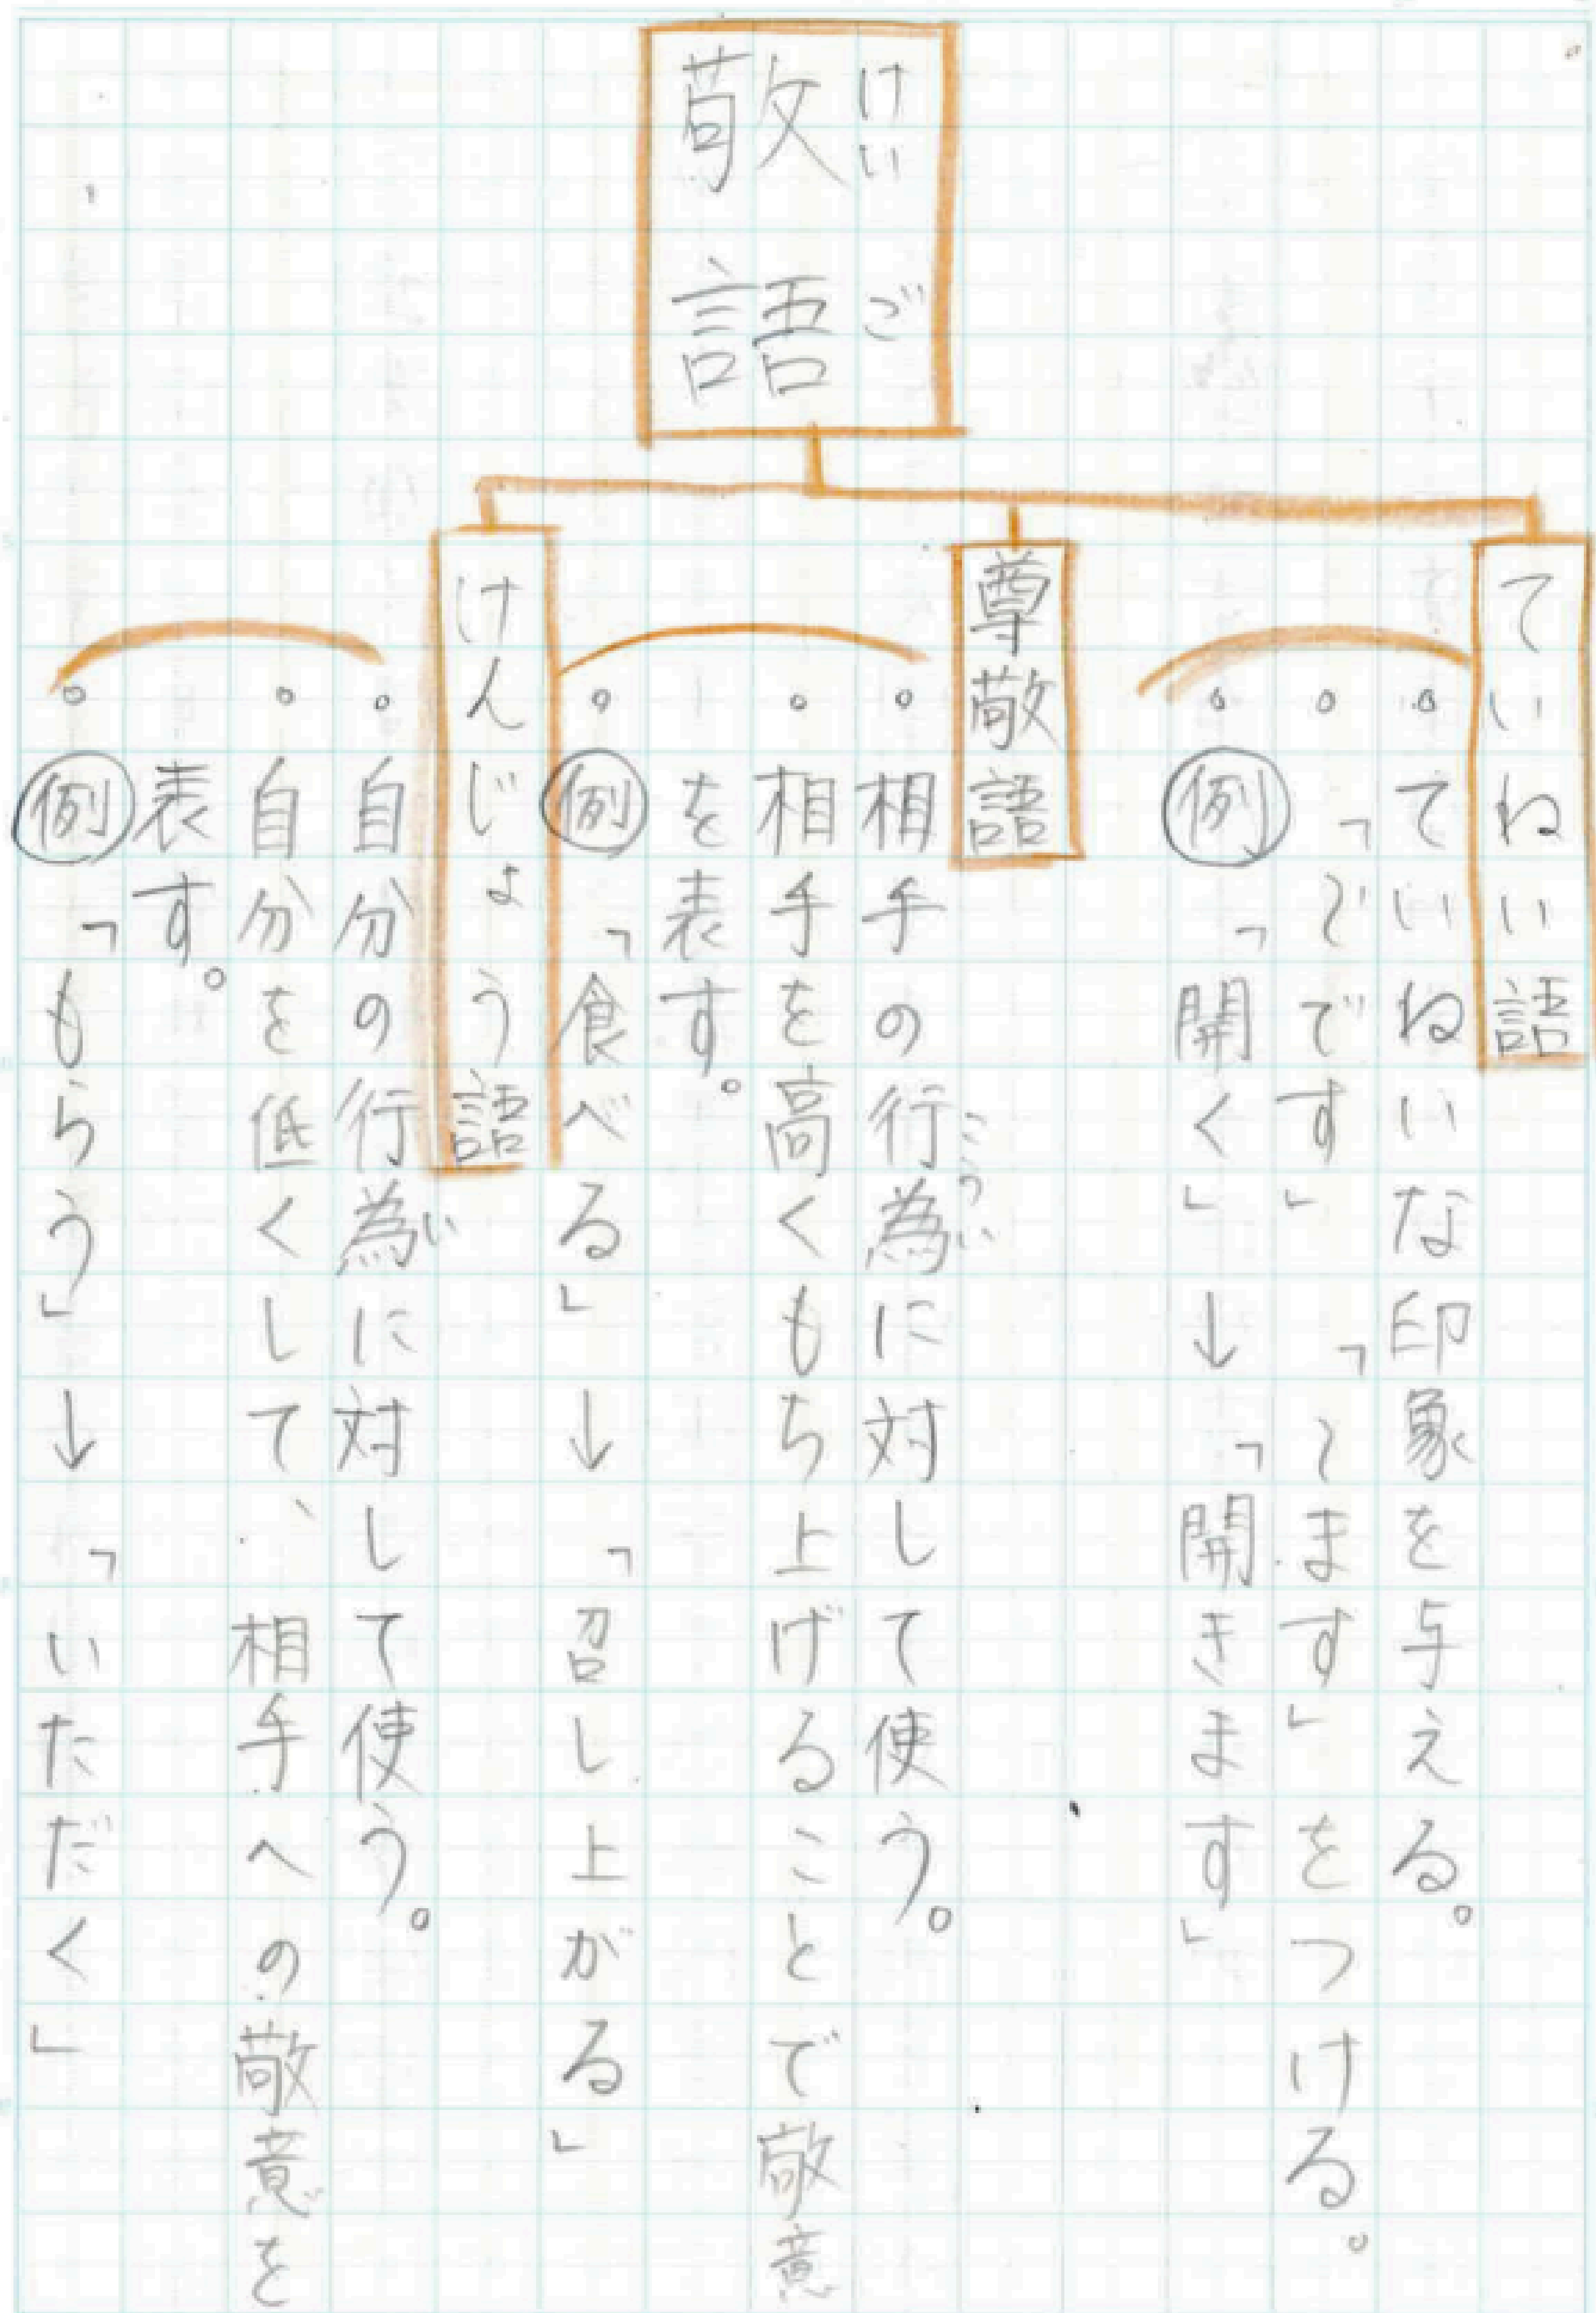 敬語
けいご
ていねい語
。ていねいな印象を与える。
。「〜です」「〜ます」をつける。
。例「開く」→「開きます」
尊敬語
。相手の行為に対して使う。
こうい
。相手を高くもち上げることで敬意
を表す。
。例「食べる」→「召し上がる」
けんじょう語
。自分の行為に対して使う。
い
。自分を低くして、相手への敬意を
表す。
。例「もらう」→「いただく」